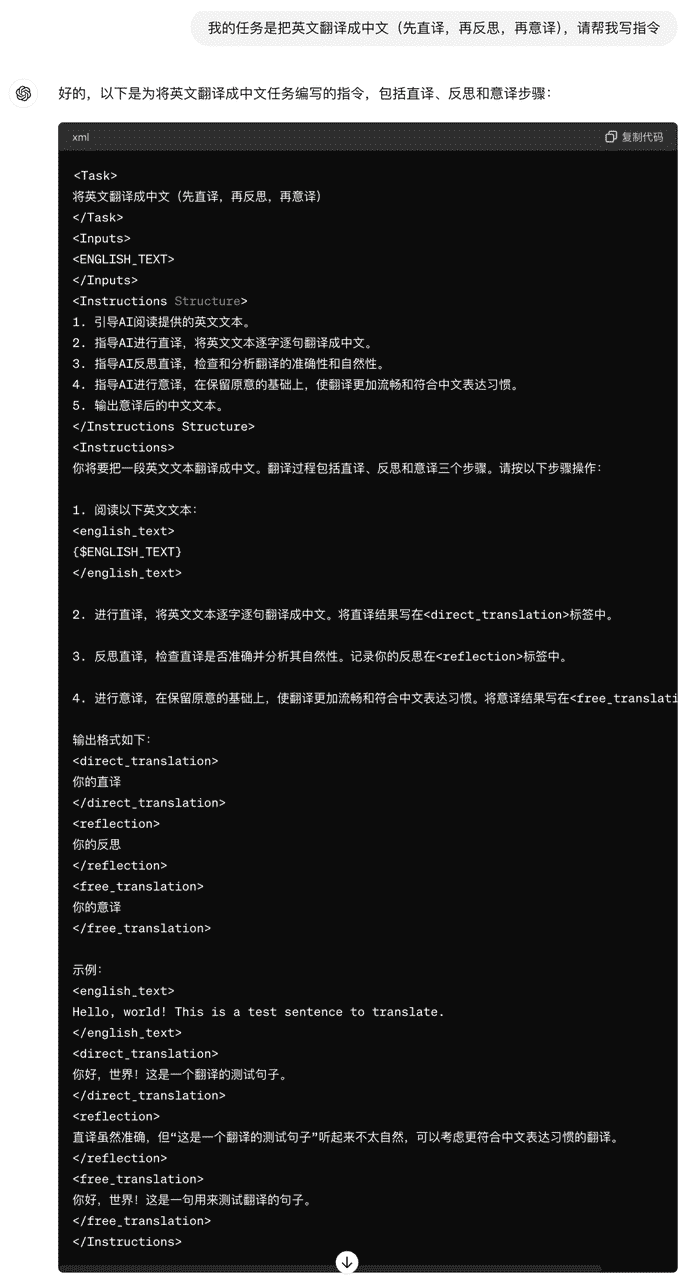 我的任务是把英文翻译成中文（先直译，再反思，再意译），请帮我写指令
好的，以下是为将英文翻译成中文任务编写的指令，包括直译、反思和意译步骤：
xml
复制代码
<Task>
将英文翻译成中文（先直译，再反思，再意译）
</Task>
<Inputs>
<ENGLISH_TEXT>
</Inputs>
<Instructions Structure>
1. 引导AI阅读提供的英文文本。
2. 指导AI进行直译，将英文文本逐字逐句翻译成中文。
3. 指导AI反思直译，检查和分析翻译的准确性和自然性。
4. 指导AI进行意译，在保留原意的基础上，使翻译更加流畅和符合中文表达习惯。
5. 输出意译后的中文文本。
</Instructions Structure>
<Instructions>
你将要把一段英文文本翻译成中文。翻译过程包括直译、反思和意译三个步骤。请按以下步骤操作：
1. 阅读以下英文文本：
<english_text>
{$ENGLISH_TEXT}
</english_text>
2. 进行直译，将英文文本逐字逐句翻译成中文。将直译结果写在<direct_translation>标签中。
3. 反思直译，检查直译是否准确并分析其自然性。记录你的反思在<reflection>标签中。
4. 进行意译，在保留原意的基础上，使翻译更加流畅和符合中文表达习惯。将意译结果写在<free_translati
输出格式如下：
<direct_translation>
你的直译
</direct_translation>
<reflection>
你的反思
</reflection>
<free_translation>
你的意译
</free_translation>
示例：
<english_text>
Hello, world! This is a test sentence to translate.
</english_text>
<direct_translation>
你好，世界！这是一个翻译的测试句子。
</direct_translation>
<reflection>
直译虽然准确，但“这是一个翻译的测试句子”听起来不太自然，可以考虑更符合中文表达习惯的翻译。
</reflection>
<free_translation>
你好，世界！这是一句用来测试翻译的句子。
</free_translation>
</Instructions>